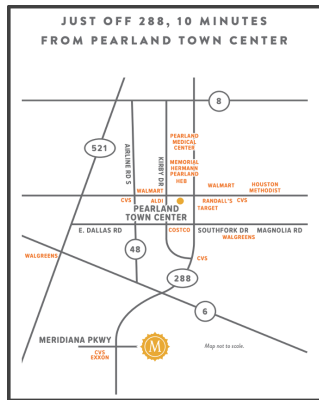 JUST OFF 288, 10 MINUTES
FROM PEARLAND TOWN CENTER
8
521
AIRLINE RD S
KIRBY DR
PEARLAND
MEDICAL
CENTER
MEMORIAL
HERMANN
PEARLAND
HEB
WALMART
WALMART
HOUSTON
METHODIST
CVS
ALDI
RANDALL'S
CVS
PEARLAND
TOWN CENTER
TARGET
E. DALLAS RD
COSTCO
SOUTHFORK DR
MAGNOLIA RD
WALGREENS
48
WALGREENS
CVS
288
6
MERIDIANA PKWY
M
Map not to scale.
CVS
EXXON